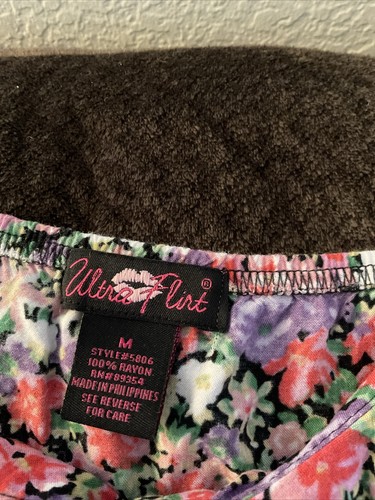 Ultra Flirt ®
M
STYLE#5806
100% RAYON
RN#89354
MADE IN PHILIPPINES
SEE REVERSE
FOR CARE